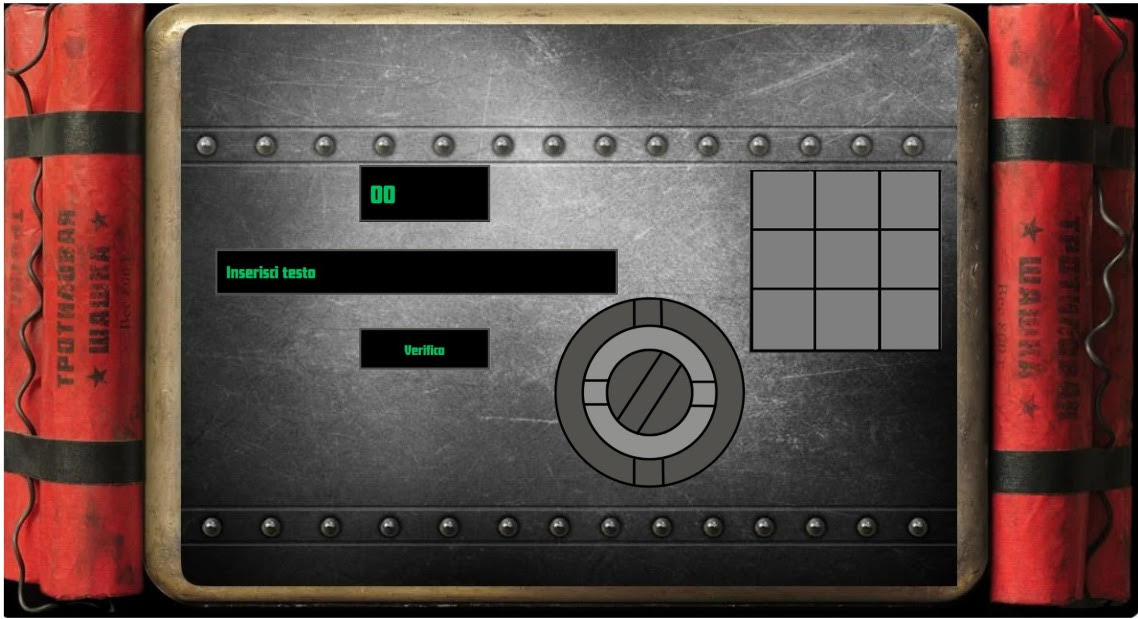 00
Inserisci testo
Verifica
ТРОТИЛОВАЯ
★ ШАШКА ★
ТРОТИЛОВАЯ
★ ШАШКА ★